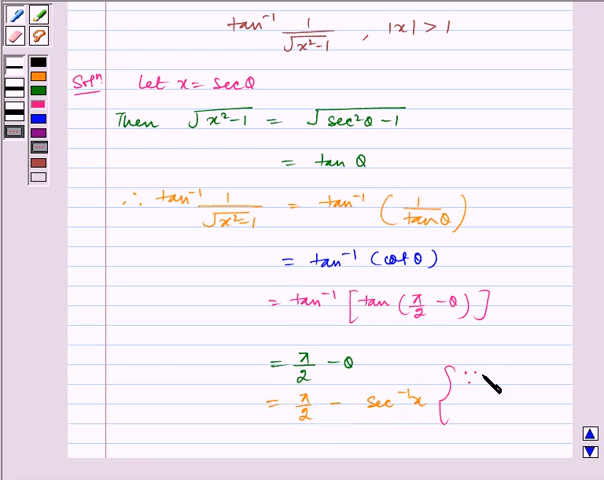 tan⁻¹ 1/√(x²-1) , |x| > 1
Solⁿ Let x = secθ
Then √(x²-1) = √(sec²θ-1)
= tan θ
∴ tan⁻¹ 1/√(x²-1) = tan⁻¹ (1/tanθ)
= tan⁻¹ (cotθ)
= tan⁻¹ [tan (π/2 - θ)]
= π/2 - θ
= π/2 - sec⁻¹x { ∵